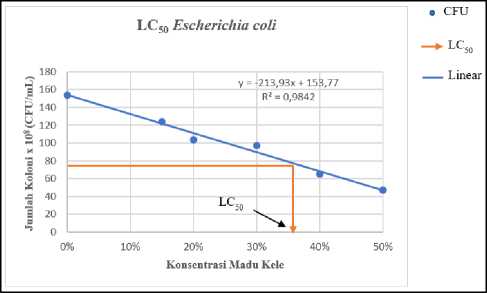 LC50 Escherichia coli
CFU
LC50
Linear
y = -213,93x + 153,77
R² = 0,9842
Jumlah Koloni x 10⁸ (CFU/mL)
180
160
140
120
100
80
60
40
20
0
LC50
0%
10%
20%
30%
40%
50%
Konsentrasi Madu Kele